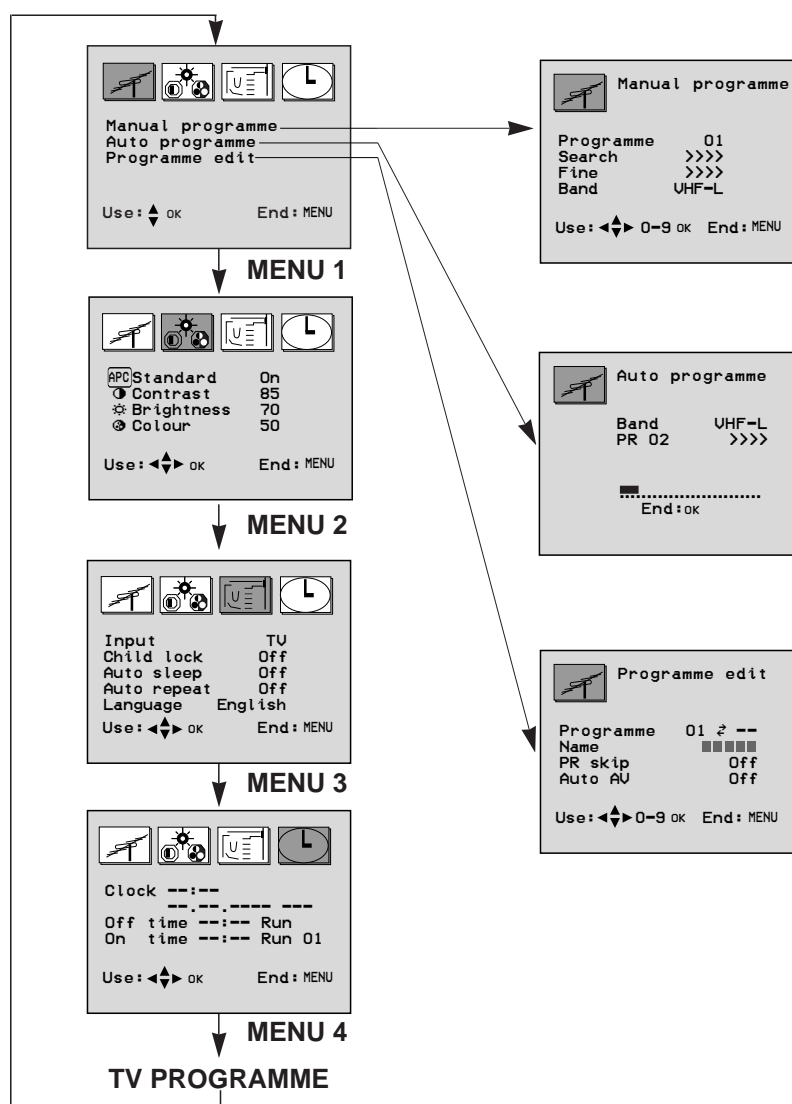 Manual programme
Auto programme
Programme edit
Use: OK End: MENU
MENU 1
APC Standard On
Contrast 85
Brightness 70
Colour 50
Use: OK End: MENU
MENU 2
Input TV
Child lock Off
Auto sleep Off
Auto repeat Off
Language English
Use: OK End: MENU
MENU 3
Clock --:--
--.--.---- ---
Off time --:-- Run
On time --:-- Run 01
Use: OK End: MENU
MENU 4
TV PROGRAMME
Manual programme
Programme 01
Search >>>>
Fine >>>>
Band VHF-L
Use: 0-9 OK End: MENU
Auto programme
Band VHF-L
PR 02 >>>>
End: OK
Programme edit
Programme 01 ⇄ --
Name
PR skip Off
Auto AV Off
Use: 0-9 OK End: MENU